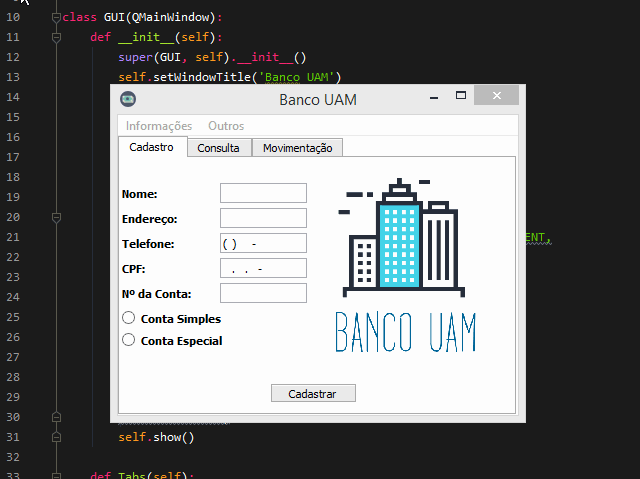 10 class GUI(QMainWindow):
11 def __init__(self):
12 super(GUI, self).__init__()
13 self.setWindowTitle('Banco UAM')
14
15
16
17
18
19
20
21 ENT,
22
23
24
25
26
27
28
29
30
31 self.show()
32
33 def Tabs(self):
Banco UAM
Informações Outros
Cadastro Consulta Movimentação
Nome:
Endereço:
Telefone: ( ) -
CPF: . . -
Nº da Conta:
Conta Simples
Conta Especial
BANCO UAM
Cadastrar